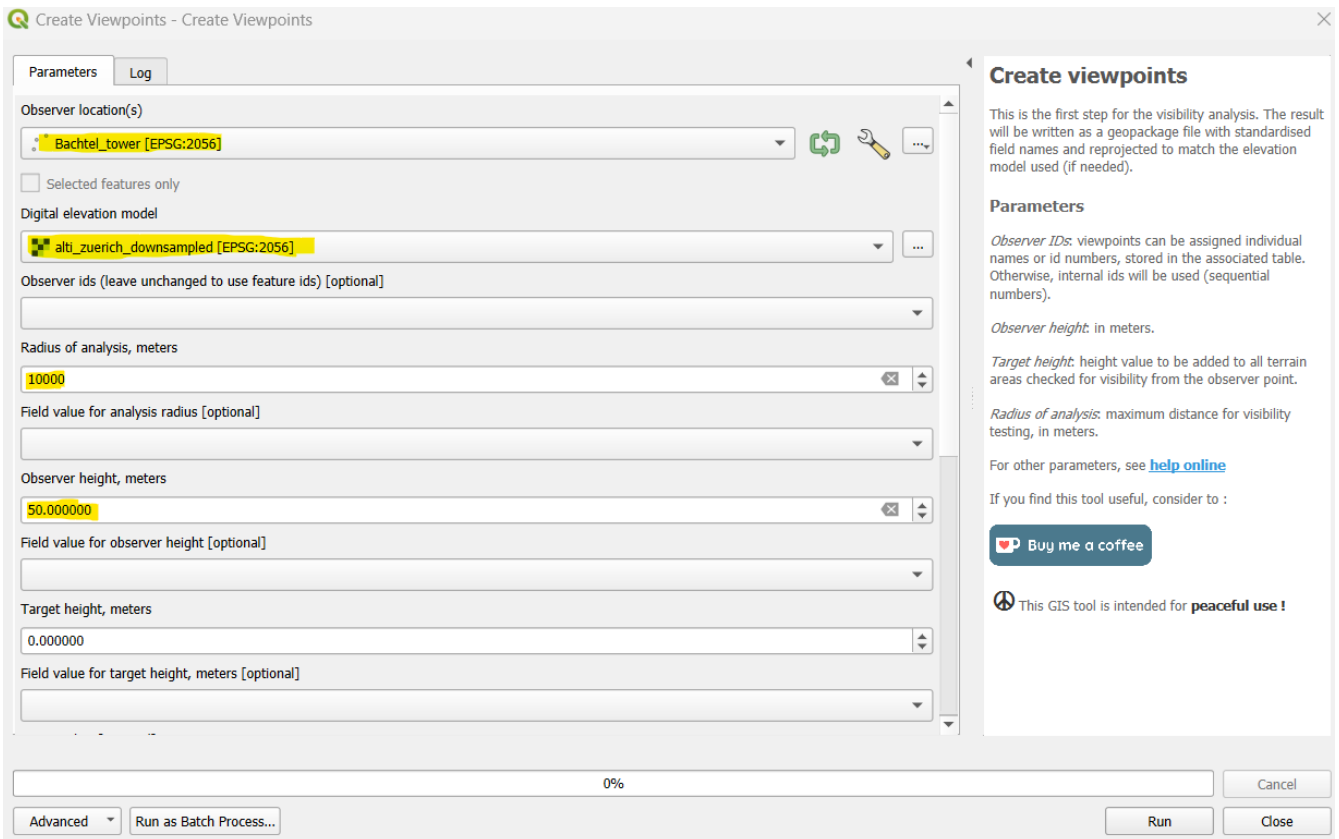 Create Viewpoints - Create Viewpoints
Parameters
Log
Observer location(s)
Bachtel_tower [EPSG:2056]
...
Selected features only
Digital elevation model
alti_zuerich_downsampled [EPSG:2056]
...
Observer ids (leave unchanged to use feature ids) [optional]
Radius of analysis, meters
10000
Field value for analysis radius [optional]
Observer height, meters
50.000000
Field value for observer height [optional]
Target height, meters
0.000000
Field value for target height, meters [optional]
Create viewpoints
This is the first step for the visibility analysis. The result
will be written as a geopackage file with standardised
field names and reprojected to match the elevation
model used (if needed).
Parameters
Observer IDs: viewpoints can be assigned individual
names or id numbers, stored in the associated table.
Otherwise, internal ids will be used (sequential
numbers).
Observer height: in meters.
Target height: height value to be added to all terrain
areas checked for visibility from the observer point.
Radius of analysis: maximum distance for visibility
testing, in meters.
For other parameters, see help online
If you find this tool useful, consider to :
Buy me a coffee
This GIS tool is intended for peaceful use !
0%
Cancel
Advanced
Run as Batch Process...
Run
Close